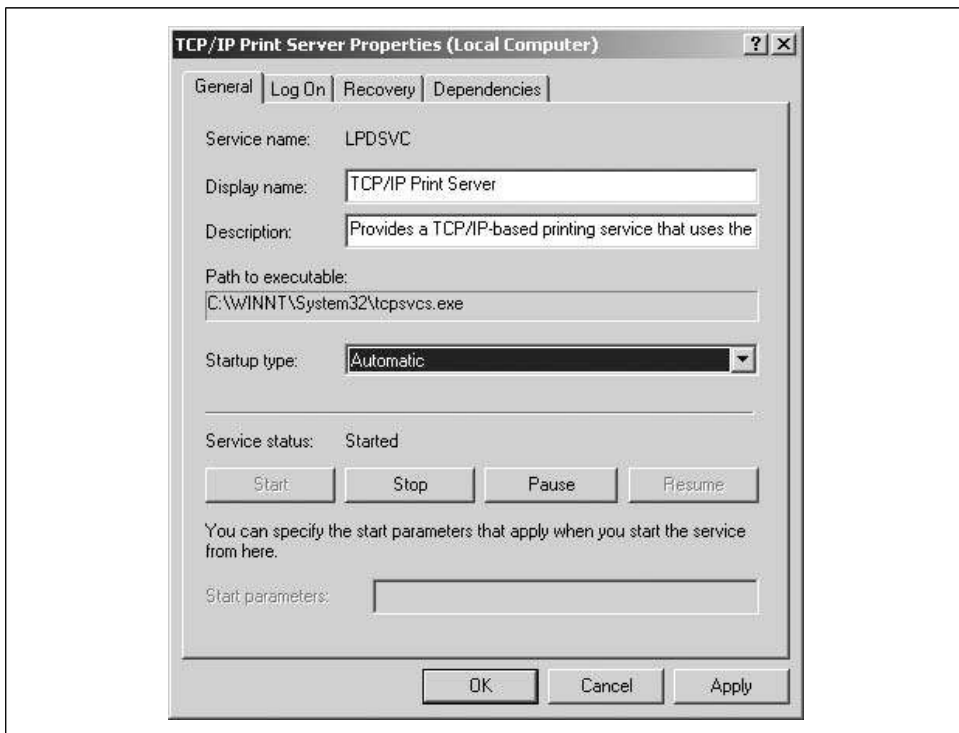 TCP/IP Print Server Properties (Local Computer)
General Log On Recovery Dependencies
Service name: LPDSVC
Display name: TCP/IP Print Server
Description: Provides a TCP/IP-based printing service that uses the
Path to executable:
C:\WINNT\System32\tcpsvcs.exe
Startup type: Automatic
Service status: Started
Start Stop Pause Resume
You can specify the start parameters that apply when you start the service
from here.
Start parameters:
OK Cancel Apply